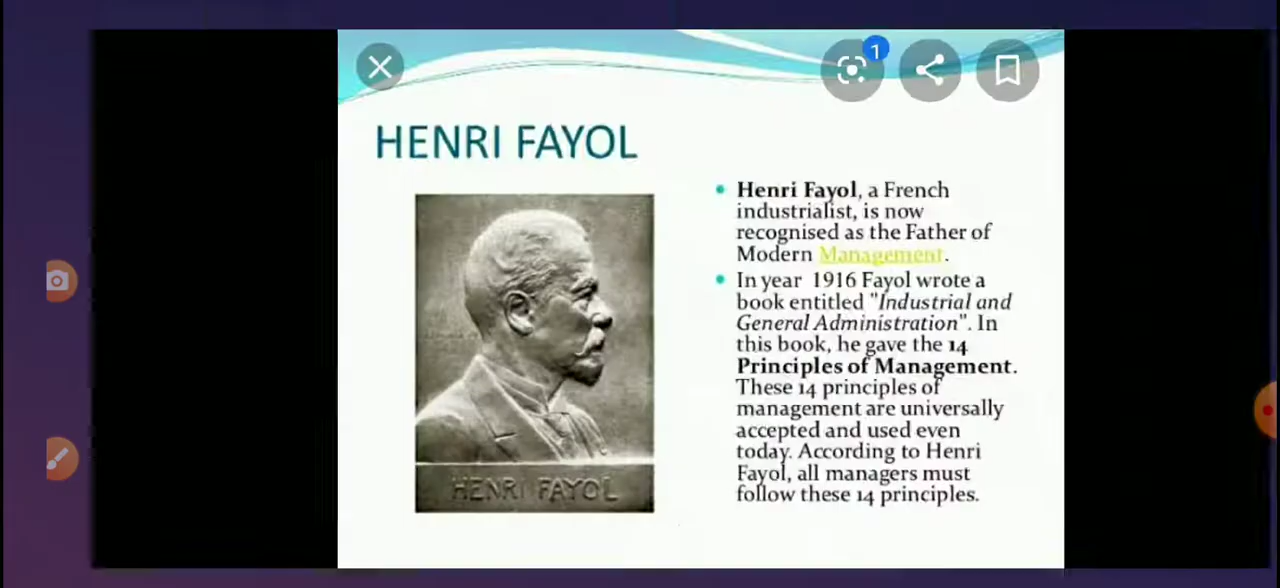 1
HENRI FAYOL
Henri Fayol, a French
industrialist, is now
recognised as the Father of
Modern Management.
In year 1916 Fayol wrote a
book entitled "Industrial and
General Administration". In
this book, he gave the 14
Principles of Management.
These 14 principles of
management are universally
accepted and used even
today. According to Henri
Fayol, all managers must
follow these 14 principles.
HENRI FAYOL